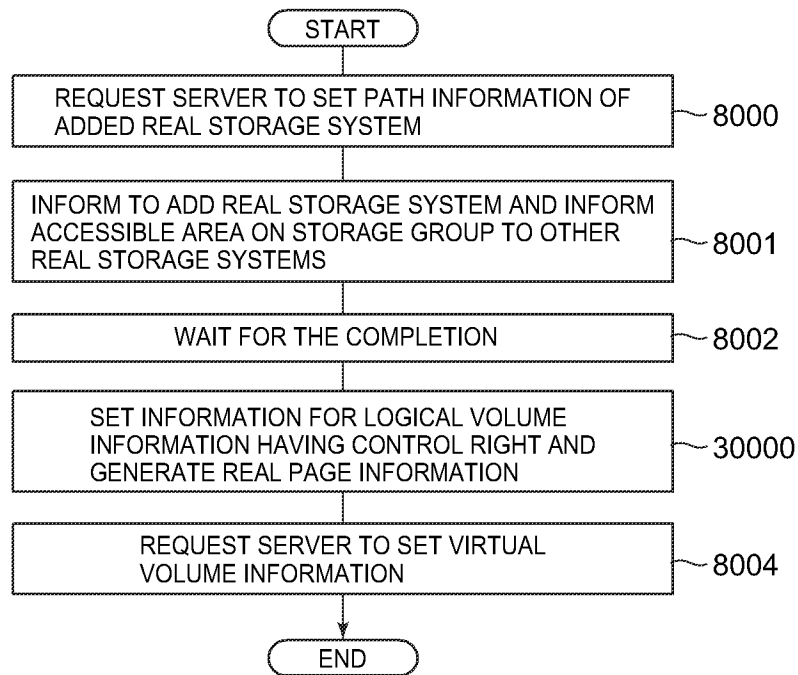 START
REQUEST SERVER TO SET PATH INFORMATION OF
ADDED REAL STORAGE SYSTEM
8000
INFORM TO ADD REAL STORAGE SYSTEM AND INFORM
ACCESSIBLE AREA ON STORAGE GROUP TO OTHER
REAL STORAGE SYSTEMS
8001
WAIT FOR THE COMPLETION
8002
SET INFORMATION FOR LOGICAL VOLUME
INFORMATION HAVING CONTROL RIGHT AND
GENERATE REAL PAGE INFORMATION
30000
REQUEST SERVER TO SET VIRTUAL
VOLUME INFORMATION
8004
END